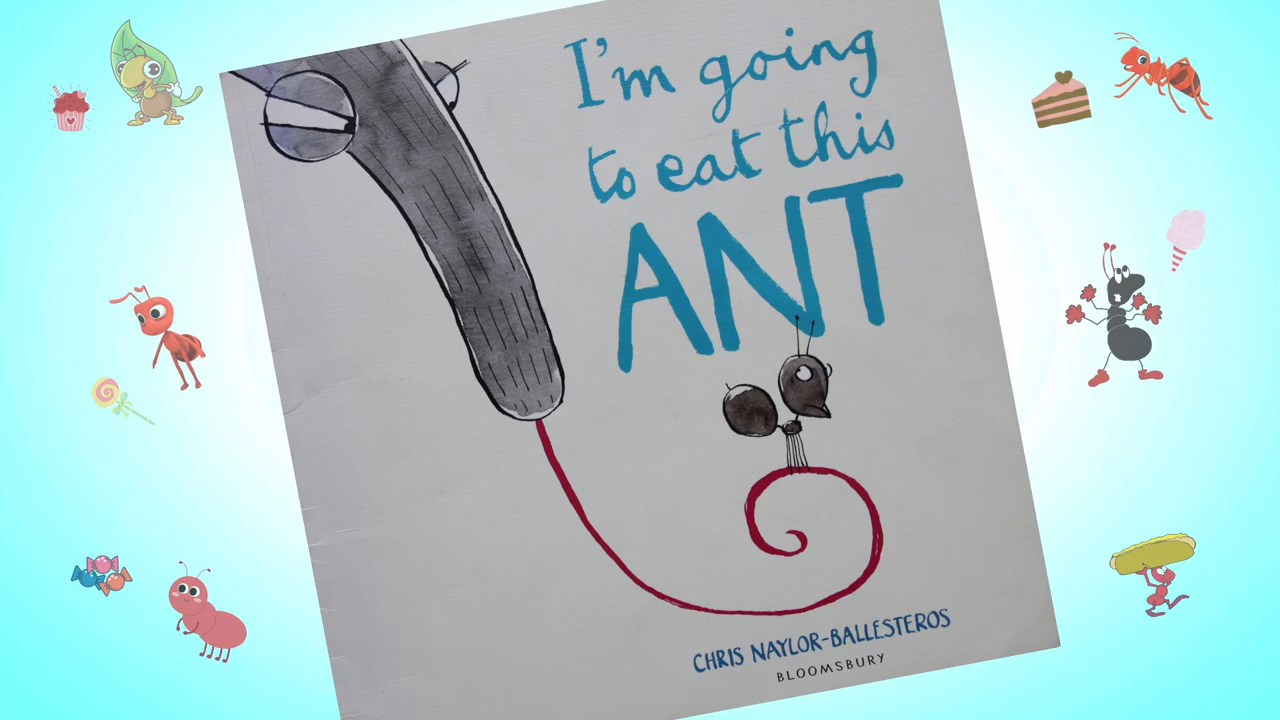 I'm going
to eat this
ANT
CHRIS NAYLOR-BALLESTEROS
BLOOMSBURY